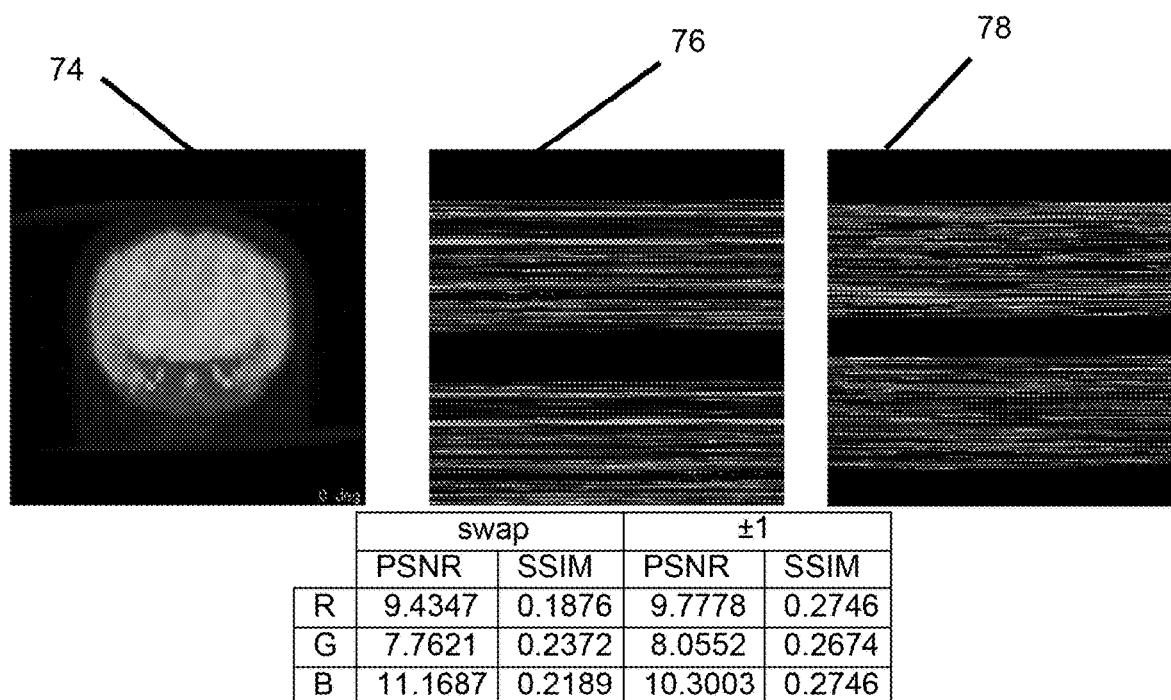 74 76 78
0 deg
swap ±1
PSNR SSIM PSNR SSIM
R 9.4347 0.1876 9.7778 0.2746
G 7.7621 0.2372 8.0552 0.2674
B 11.1687 0.2189 10.3003 0.2746